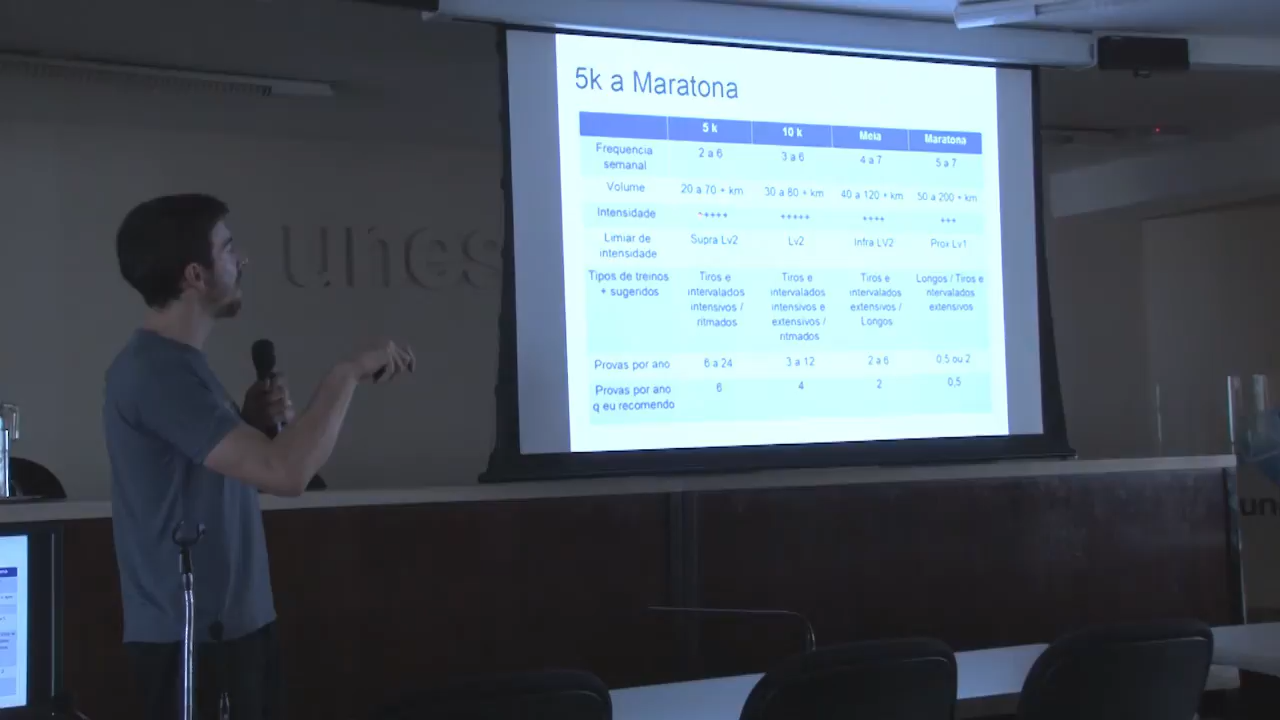 5k a Maratona
5 k 10 k Meia Maratona
Frequencia semanal 2 a 6 3 a 6 4 a 7 5 a 7
Volume 20 a 70 + km 30 a 80 + km 40 a 120 + km 50 a 200 + km
Intensidade +++++ +++++ ++++ +++
Limiar de intensidade Supra Lv2 Lv2 Infra LV2 Prox Lv1
Tipos de treinos + sugeridos
Tiros e intervalados intensivos / ritmados
Tiros e intervalados intensivos e extensivos / ritmados
Tiros e intervalados extensivos / Longos
Longos / Tiros e ntervalados extensivos
Provas por ano 6 a 24 3 a 12 2 a 6 0,5 ou 2
Provas por ano q eu recomendo 6 4 2 0,5
unes
un